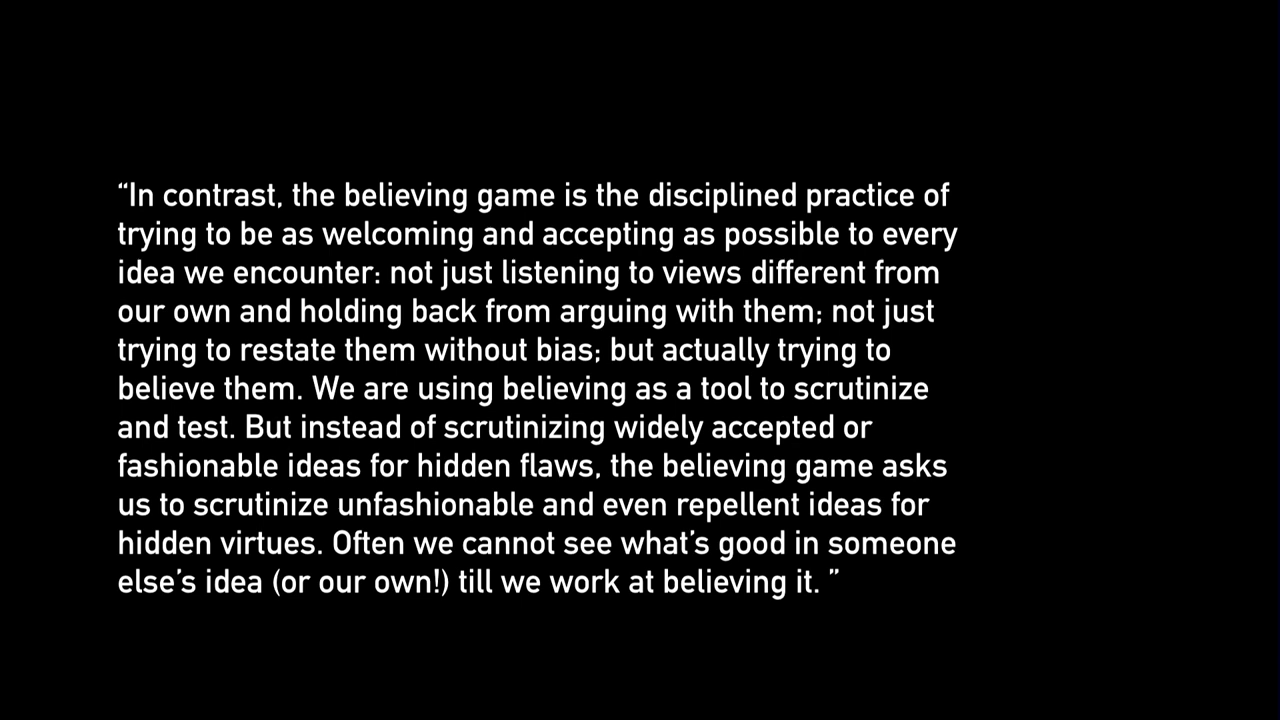 “In contrast, the believing game is the disciplined practice of
trying to be as welcoming and accepting as possible to every
idea we encounter: not just listening to views different from
our own and holding back from arguing with them; not just
trying to restate them without bias; but actually trying to
believe them. We are using believing as a tool to scrutinize
and test. But instead of scrutinizing widely accepted or
fashionable ideas for hidden flaws, the believing game asks
us to scrutinize unfashionable and even repellent ideas for
hidden virtues. Often we cannot see what’s good in someone
else’s idea (or our own!) till we work at believing it. ”